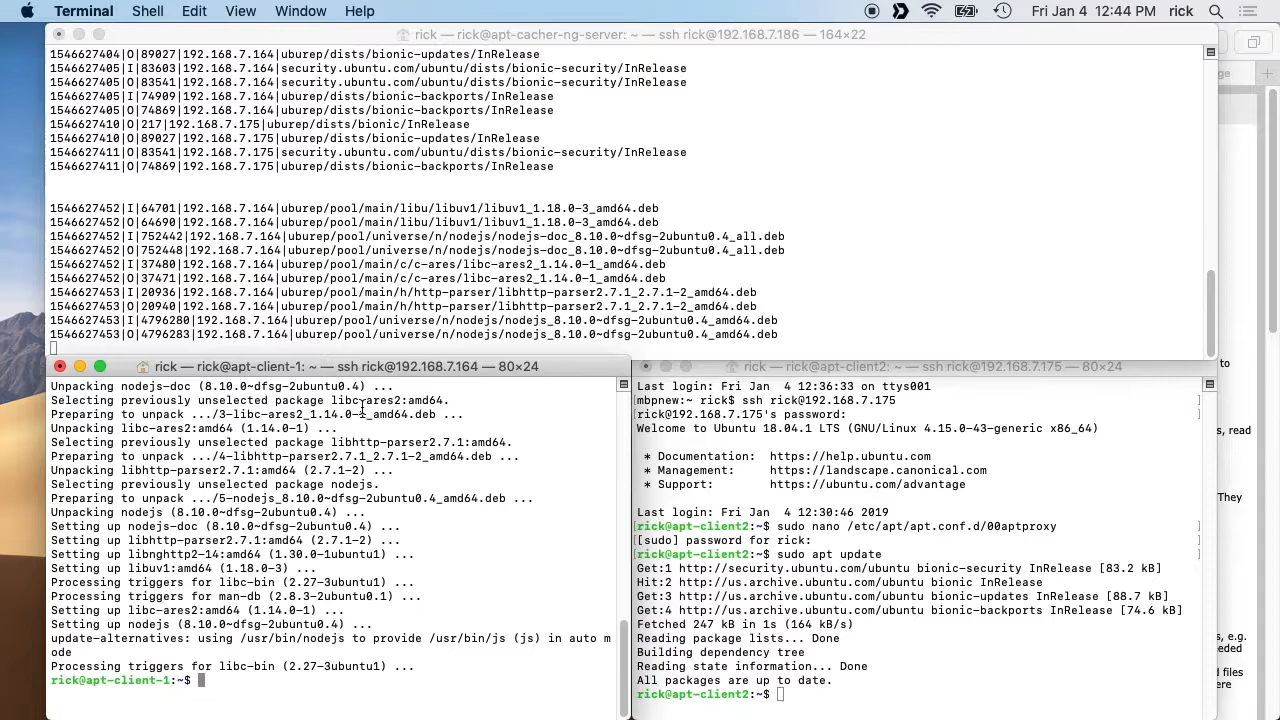 Terminal Shell Edit View Window Help Fri Jan 4 12:44 PM rick
rick — rick@apt-cacher-ng-server: ~ — ssh rick@192.168.7.186 — 164×22
1546627404|O|89027|192.168.7.164|uburep/dists/bionic-updates/InRelease
1546627405|I|83603|192.168.7.164|security.ubuntu.com/ubuntu/dists/bionic-security/InRelease
1546627405|O|83541|192.168.7.164|security.ubuntu.com/ubuntu/dists/bionic-security/InRelease
1546627405|I|74909|192.168.7.164|uburep/dists/bionic-backports/InRelease
1546627405|O|74869|192.168.7.164|uburep/dists/bionic-backports/InRelease
1546627410|O|217|192.168.7.175|uburep/dists/bionic/InRelease
1546627410|O|89027|192.168.7.175|uburep/dists/bionic-updates/InRelease
1546627411|O|83541|192.168.7.175|security.ubuntu.com/ubuntu/dists/bionic-security/InRelease
1546627411|O|74869|192.168.7.175|uburep/dists/bionic-backports/InRelease
1546627452|I|64701|192.168.7.164|uburep/pool/main/libu/libuv1/libuv1_1.18.0-3_amd64.deb
1546627452|O|64690|192.168.7.164|uburep/pool/main/libu/libuv1/libuv1_1.18.0-3_amd64.deb
1546627452|I|752442|192.168.7.164|uburep/pool/universe/n/nodejs/nodejs-doc_8.10.0~dfsg-2ubuntu0.4_all.deb
1546627452|O|752448|192.168.7.164|uburep/pool/universe/n/nodejs/nodejs-doc_8.10.0~dfsg-2ubuntu0.4_all.deb
1546627452|I|37480|192.168.7.164|uburep/pool/main/c/c-ares/libc-ares2_1.14.0-1_amd64.deb
1546627452|O|37471|192.168.7.164|uburep/pool/main/c/c-ares/libc-ares2_1.14.0-1_amd64.deb
1546627453|I|20936|192.168.7.164|uburep/pool/main/h/http-parser/libhttp-parser2.7.1_2.7.1-2_amd64.deb
1546627453|O|20940|192.168.7.164|uburep/pool/main/h/http-parser/libhttp-parser2.7.1_2.7.1-2_amd64.deb
1546627453|I|4796280|192.168.7.164|uburep/pool/universe/n/nodejs/nodejs_8.10.0~dfsg-2ubuntu0.4_amd64.deb
1546627453|O|4796283|192.168.7.164|uburep/pool/universe/n/nodejs/nodejs_8.10.0~dfsg-2ubuntu0.4_amd64.deb
rick — rick@apt-client-1: ~ — ssh rick@192.168.7.164 — 80×24
Unpacking nodejs-doc (8.10.0~dfsg-2ubuntu0.4) ...
Selecting previously unselected package libc-ares2:amd64.
Preparing to unpack .../3-libc-ares2_1.14.0-1_amd64.deb ...
Unpacking libc-ares2:amd64 (1.14.0-1) ...
Selecting previously unselected package libhttp-parser2.7.1:amd64.
Preparing to unpack .../4-libhttp-parser2.7.1_2.7.1-2_amd64.deb ...
Unpacking libhttp-parser2.7.1:amd64 (2.7.1-2) ...
Selecting previously unselected package nodejs.
Preparing to unpack .../5-nodejs_8.10.0~dfsg-2ubuntu0.4_amd64.deb ...
Unpacking nodejs (8.10.0~dfsg-2ubuntu0.4) ...
Setting up nodejs-doc (8.10.0~dfsg-2ubuntu0.4) ...
Setting up libhttp-parser2.7.1:amd64 (2.7.1-2) ...
Setting up libnghttp2-14:amd64 (1.30.0-1ubuntu1) ...
Setting up libuv1:amd64 (1.18.0-3) ...
Processing triggers for libc-bin (2.27-3ubuntu1) ...
Processing triggers for man-db (2.8.3-2ubuntu0.1) ...
Setting up libc-ares2:amd64 (1.14.0-1) ...
Setting up nodejs (8.10.0~dfsg-2ubuntu0.4) ...
update-alternatives: using /usr/bin/nodejs to provide /usr/bin/js (js) in auto m
ode
Processing triggers for libc-bin (2.27-3ubuntu1) ...
rick@apt-client-1:~$
rick — rick@apt-client2: ~ — ssh rick@192.168.7.175 — 80×24
Last login: Fri Jan  4 12:36:33 on ttys001
[mbpnew:~ rick$ ssh rick@192.168.7.175 ]
[rick@192.168.7.175's password: ]
Welcome to Ubuntu 18.04.1 LTS (GNU/Linux 4.15.0-43-generic x86_64)
* Documentation:  https://help.ubuntu.com
* Management:     https://landscape.canonical.com
* Support:        https://ubuntu.com/advantage
Last login: Fri Jan  4 12:30:46 2019
[rick@apt-client2:~$ sudo nano /etc/apt/apt.conf.d/00aptproxy ]
[[sudo] password for rick: ]
[rick@apt-client2:~$ sudo apt update ]
Get:1 http://security.ubuntu.com/ubuntu bionic-security InRelease [83.2 kB]
Hit:2 http://us.archive.ubuntu.com/ubuntu bionic InRelease
Get:3 http://us.archive.ubuntu.com/ubuntu bionic-updates InRelease [88.7 kB]
Get:4 http://us.archive.ubuntu.com/ubuntu bionic-backports InRelease [74.6 kB]
Fetched 247 kB in 1s (164 kB/s)
Reading package lists... Done
Building dependency tree
Reading state information... Done
All packages are up to date.
rick@apt-client2:~$
to
s, read
They
s, e.g.
eded
d files
ere